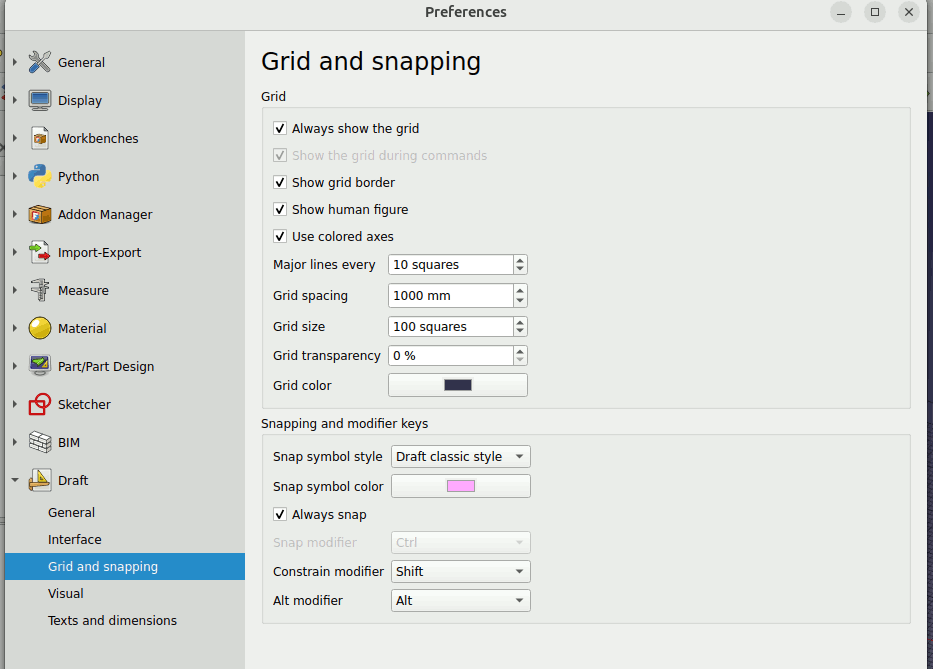 Preferences
General
Display
Workbenches
Python
Addon Manager
Import-Export
Measure
Material
Part/Part Design
Sketcher
BIM
Draft
General
Interface
Grid and snapping
Visual
Texts and dimensions
Grid and snapping
Grid
Always show the grid
Show the grid during commands
Show grid border
Show human figure
Use colored axes
Major lines every 10 squares
Grid spacing 1000 mm
Grid size 100 squares
Grid transparency 0 %
Grid color
Snapping and modifier keys
Snap symbol style Draft classic style
Snap symbol color
Always snap
Snap modifier Ctrl
Constrain modifier Shift
Alt modifier Alt